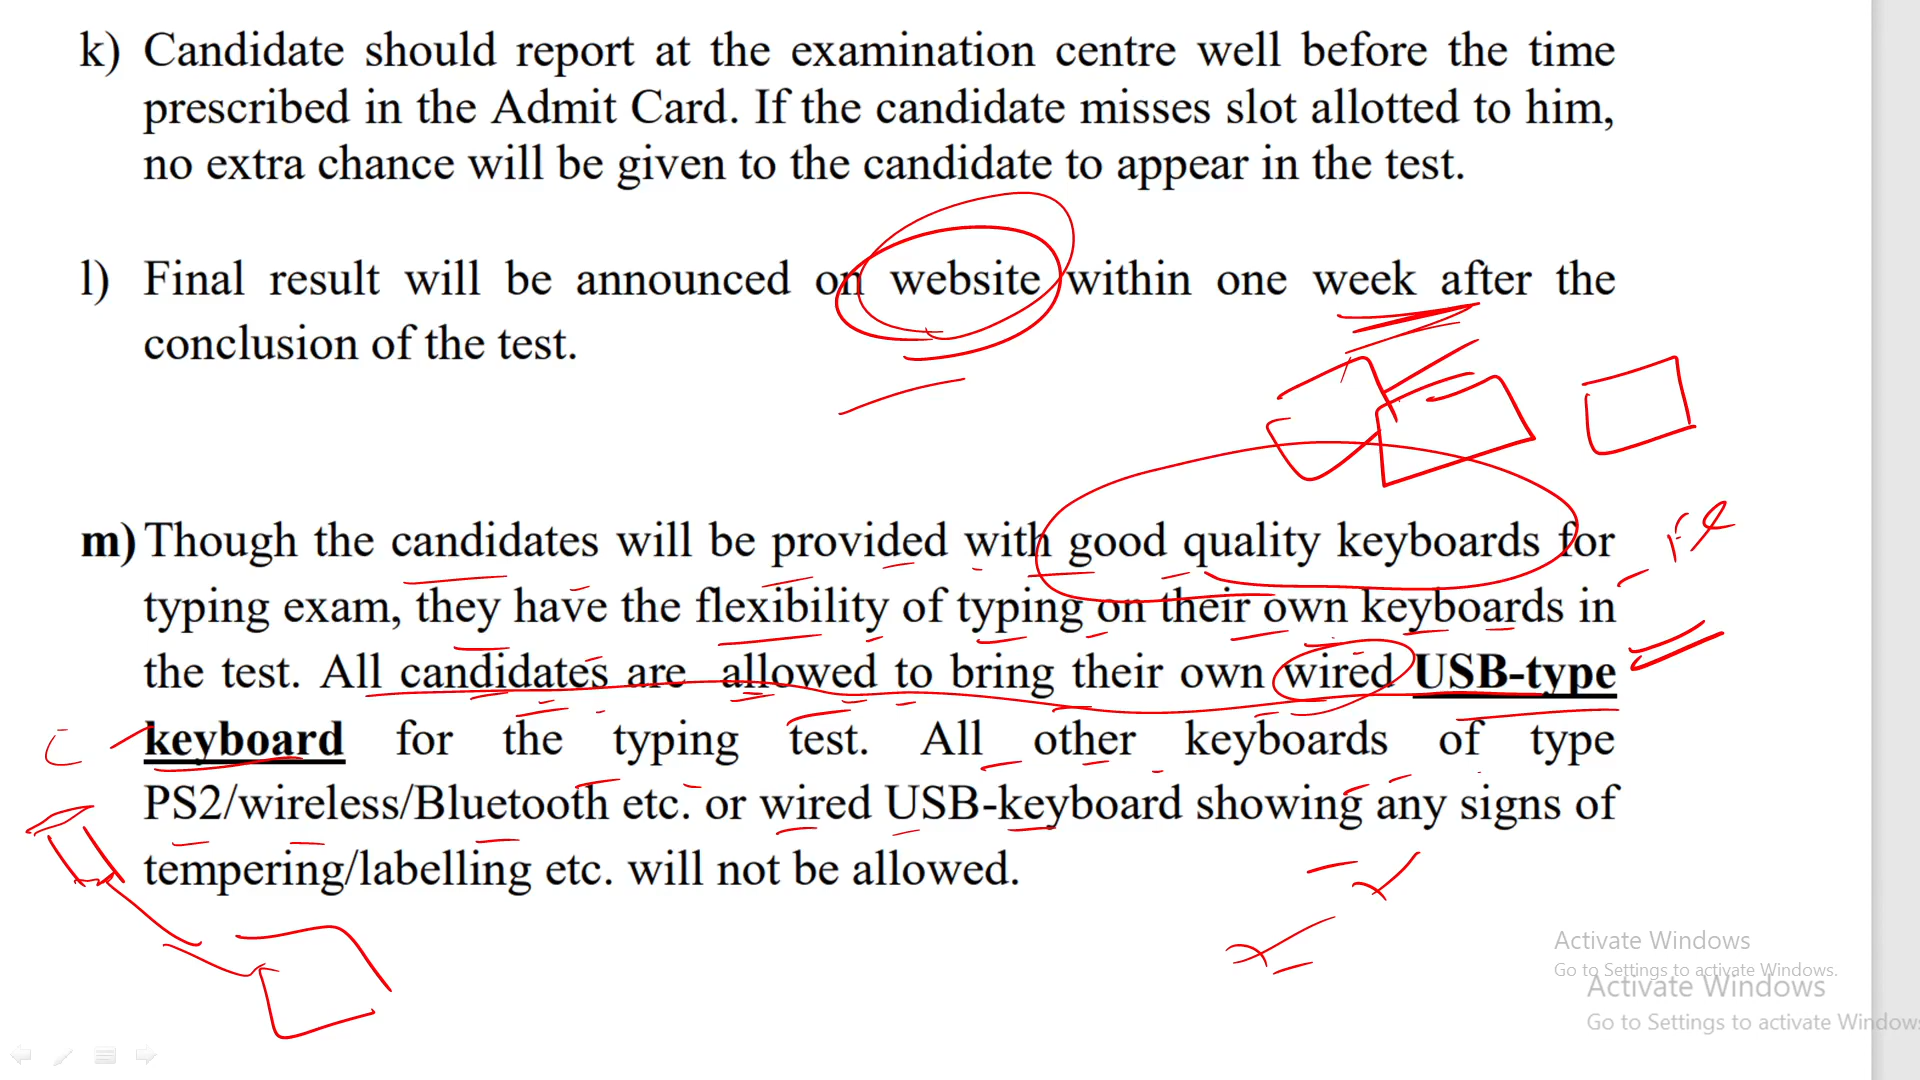 k) Candidate should report at the examination centre well before the time
prescribed in the Admit Card. If the candidate misses slot allotted to him,
no extra chance will be given to the candidate to appear in the test.
l) Final result will be announced on website within one week after the
conclusion of the test.
m) Though the candidates will be provided with good quality keyboards for
typing exam, they have the flexibility of typing on their own keyboards in
the test. All candidates are allowed to bring their own wired USB-type
keyboard for the typing test. All other keyboards of type
PS2/wireless/Bluetooth etc. or wired USB-keyboard showing any signs of
tempering/labelling etc. will not be allowed.
Activate Windows
Go to Settings to activate Windows.
Activate Windows
Go to Settings to activate Windows